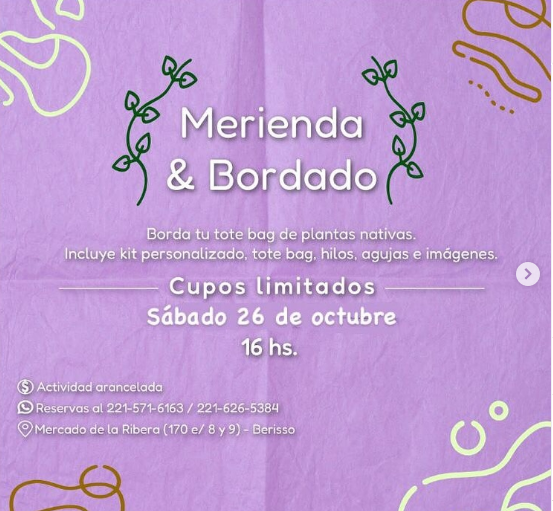 Merienda
& Bordado
Borda tu tote bag de plantas nativas.
Incluye kit personalizado, tote bag, hilos, agujas e imágenes.
Cupos limitados
Sábado 26 de octubre
16 hs.
Actividad arancelada
Reservas al 221-571-6163 / 221-626-5384
Mercado de la Ribera (170 e/ 8 y 9) - Berisso